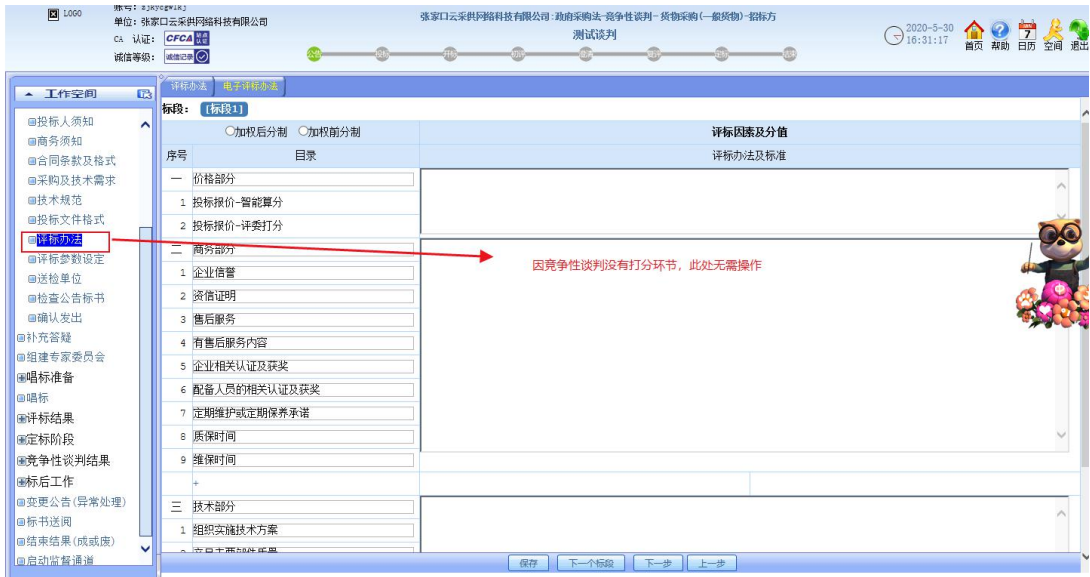 LOGO
账号: zjkycgwlkj
单位: 张家口云采供网络科技有限公司
CA 认证: CFCA
诚信等级: 诚信记录
张家口云采供网络科技有限公司:政府采购法-竞争性谈判-货物采购(一般货物)-招标方
测试谈判
公告
2020-5-30
16:31:17
首页 帮助 日历 空间 退出
工作空间
投标人须知
商务须知
合同条款及格式
采购及技术需求
技术规范
投标文件格式
评标办法
评标参数设定
送检单位
检查公告标书
确认发出
补充答疑
组建专家委员会
唱标准备
唱标
评标结果
定标阶段
竞争性谈判结果
标后工作
变更公告(异常处理)
标书送阅
结束结果(成或废)
启动监督通道
评标办法 电子评标办法
标段: [标段1]
加权后分制 加权前分制 评标因素及分值
序号 目录 评标办法及标准
一 价格部分
1 投标报价-智能算分
2 投标报价-评委打分
二 商务部分
1 企业信誉
2 资信证明
3 售后服务
4 有售后服务内容
5 企业相关认证及获奖
6 配备人员的相关认证及获奖
7 定期维护或定期保养承诺
8 质保时间
9 维保时间
+
三 技术部分
1 组织实施技术方案
因竞争性谈判没有打分环节，此处无需操作
保存 下一个标段 下一步 上一步